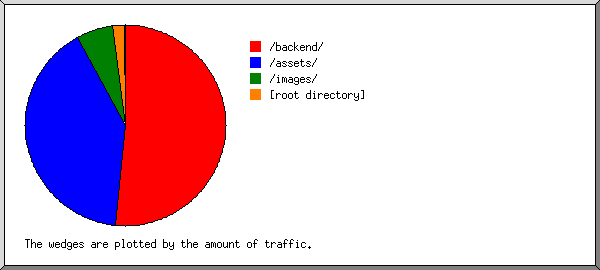 /backend/
/assets/
/images/
[root directory]
The wedges are plotted by the amount of traffic.